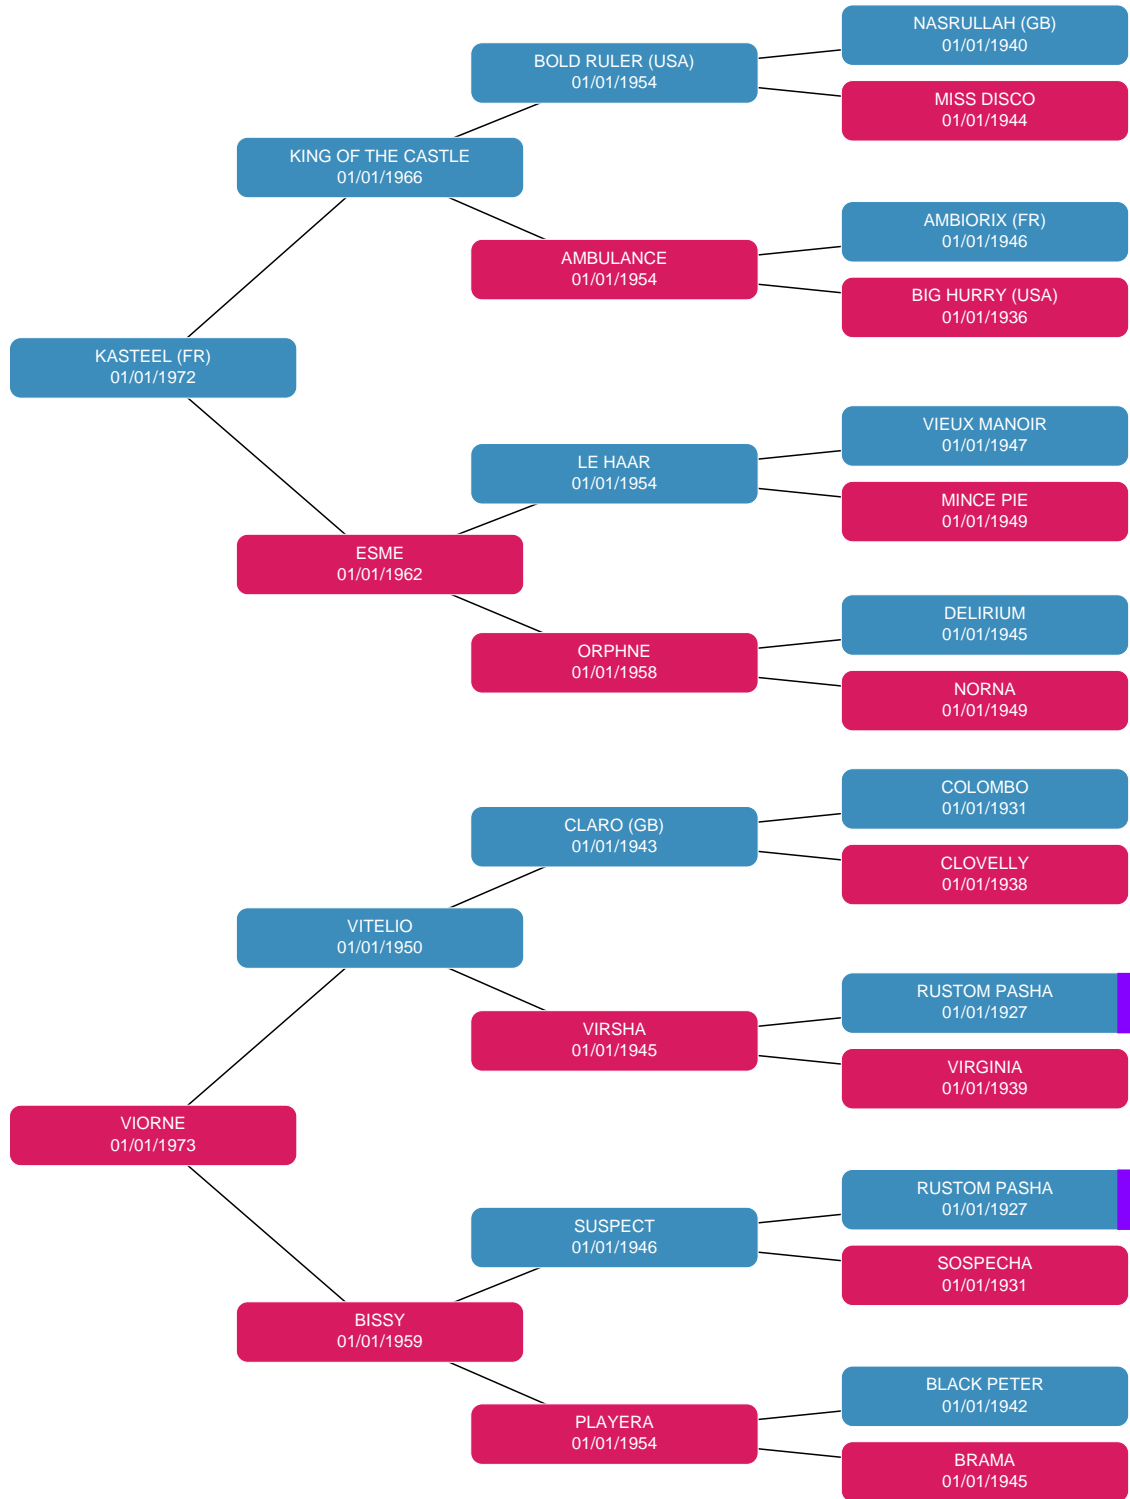 NASRULLAH (GB)
01/01/1940
BOLD RULER (USA)
01/01/1954
MISS DISCO
01/01/1944
KING OF THE CASTLE
01/01/1966
AMBIORIX (FR)
01/01/1946
AMBULANCE
01/01/1954
BIG HURRY (USA)
01/01/1936
KASTEEL (FR)
01/01/1972
VIEUX MANOIR
01/01/1947
LE HAAR
01/01/1954
MINCE PIE
01/01/1949
ESME
01/01/1962
DELIRIUM
01/01/1945
ORPHNE
01/01/1958
NORNA
01/01/1949
COLOMBO
01/01/1931
CLARO (GB)
01/01/1943
CLOVELLY
01/01/1938
VITELIO
01/01/1950
RUSTOM PASHA
01/01/1927
VIRSHA
01/01/1945
VIRGINIA
01/01/1939
VIORNE
01/01/1973
RUSTOM PASHA
01/01/1927
SUSPECT
01/01/1946
SOSPECHA
01/01/1931
BISSY
01/01/1959
BLACK PETER
01/01/1942
PLAYERA
01/01/1954
BRAMA
01/01/1945